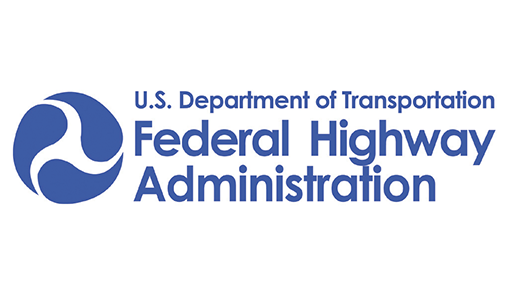 U.S. Department of Transportation
Federal Highway
Administration